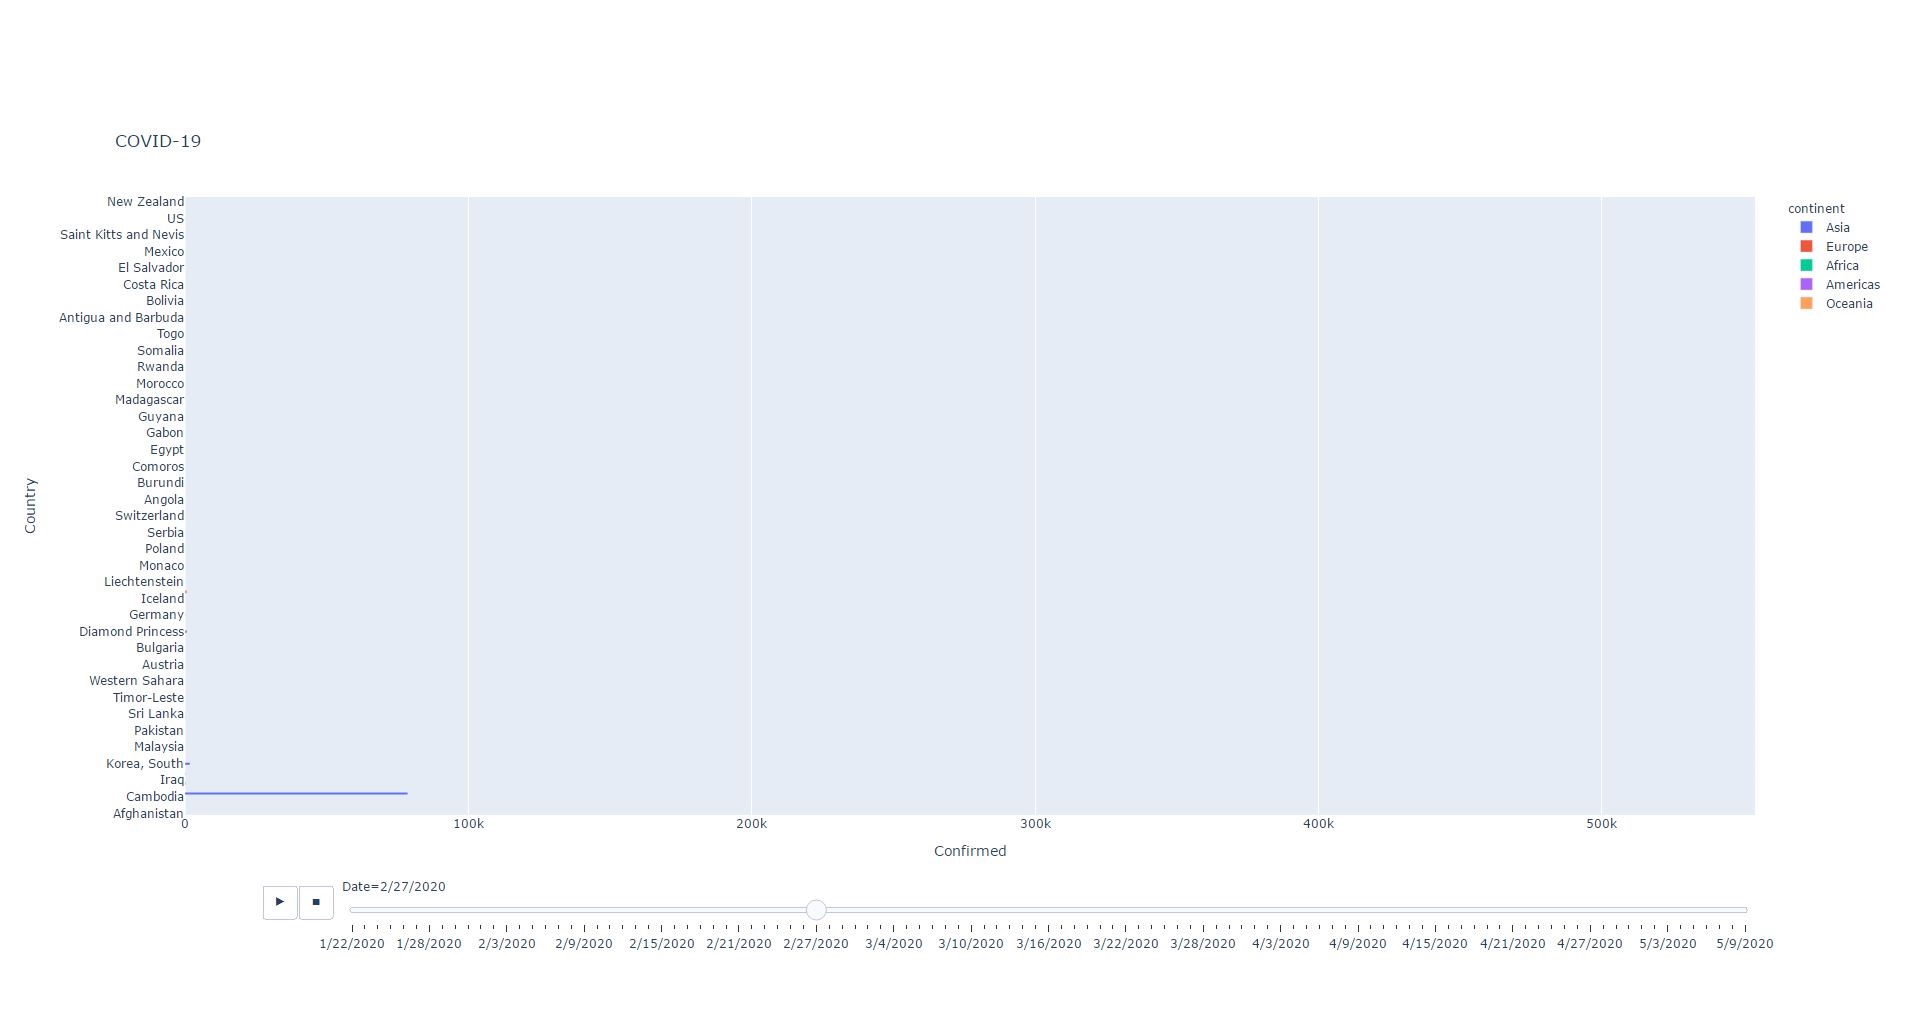 COVID-19
New Zealand
US
Saint Kitts and Nevis
Mexico
El Salvador
Costa Rica
Bolivia
Antigua and Barbuda
Togo
Somalia
Rwanda
Morocco
Madagascar
Guyana
Gabon
Egypt
Comoros
Burundi
Angola
Switzerland
Serbia
Poland
Monaco
Liechtenstein
Iceland
Germany
Diamond Princess
Bulgaria
Austria
Western Sahara
Timor-Leste
Sri Lanka
Pakistan
Malaysia
Korea, South
Iraq
Cambodia
Afghanistan
Country
0 100k 200k 300k 400k 500k
Confirmed
continent
Asia
Europe
Africa
Americas
Oceania
Date=2/27/2020
1/22/2020 1/28/2020 2/3/2020 2/9/2020 2/15/2020 2/21/2020 2/27/2020 3/4/2020 3/10/2020 3/16/2020 3/22/2020 3/28/2020 4/3/2020 4/9/2020 4/15/2020 4/21/2020 4/27/2020 5/3/2020 5/9/2020